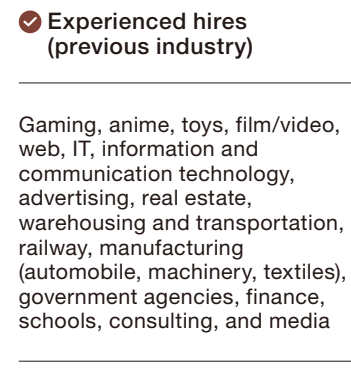 Experienced hires
(previous industry)
Gaming, anime, toys, film/video,
web, IT, information and
communication technology,
advertising, real estate,
warehousing and transportation,
railway, manufacturing
(automobile, machinery, textiles),
government agencies, finance,
schools, consulting, and media